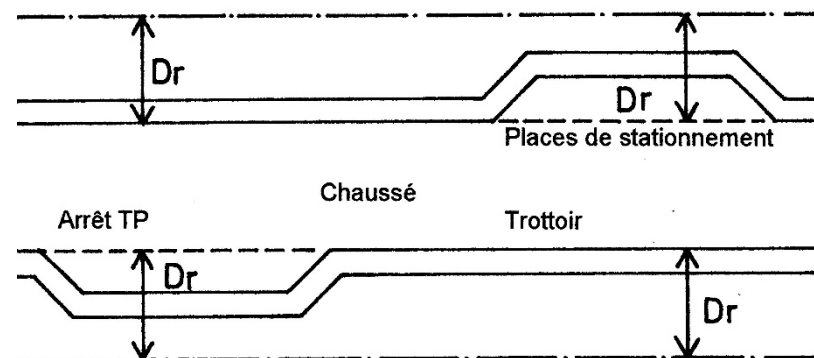 Dr
Dr
Places de stationnement
Chaussé
Arrêt TP
Trottoir
Dr
Dr